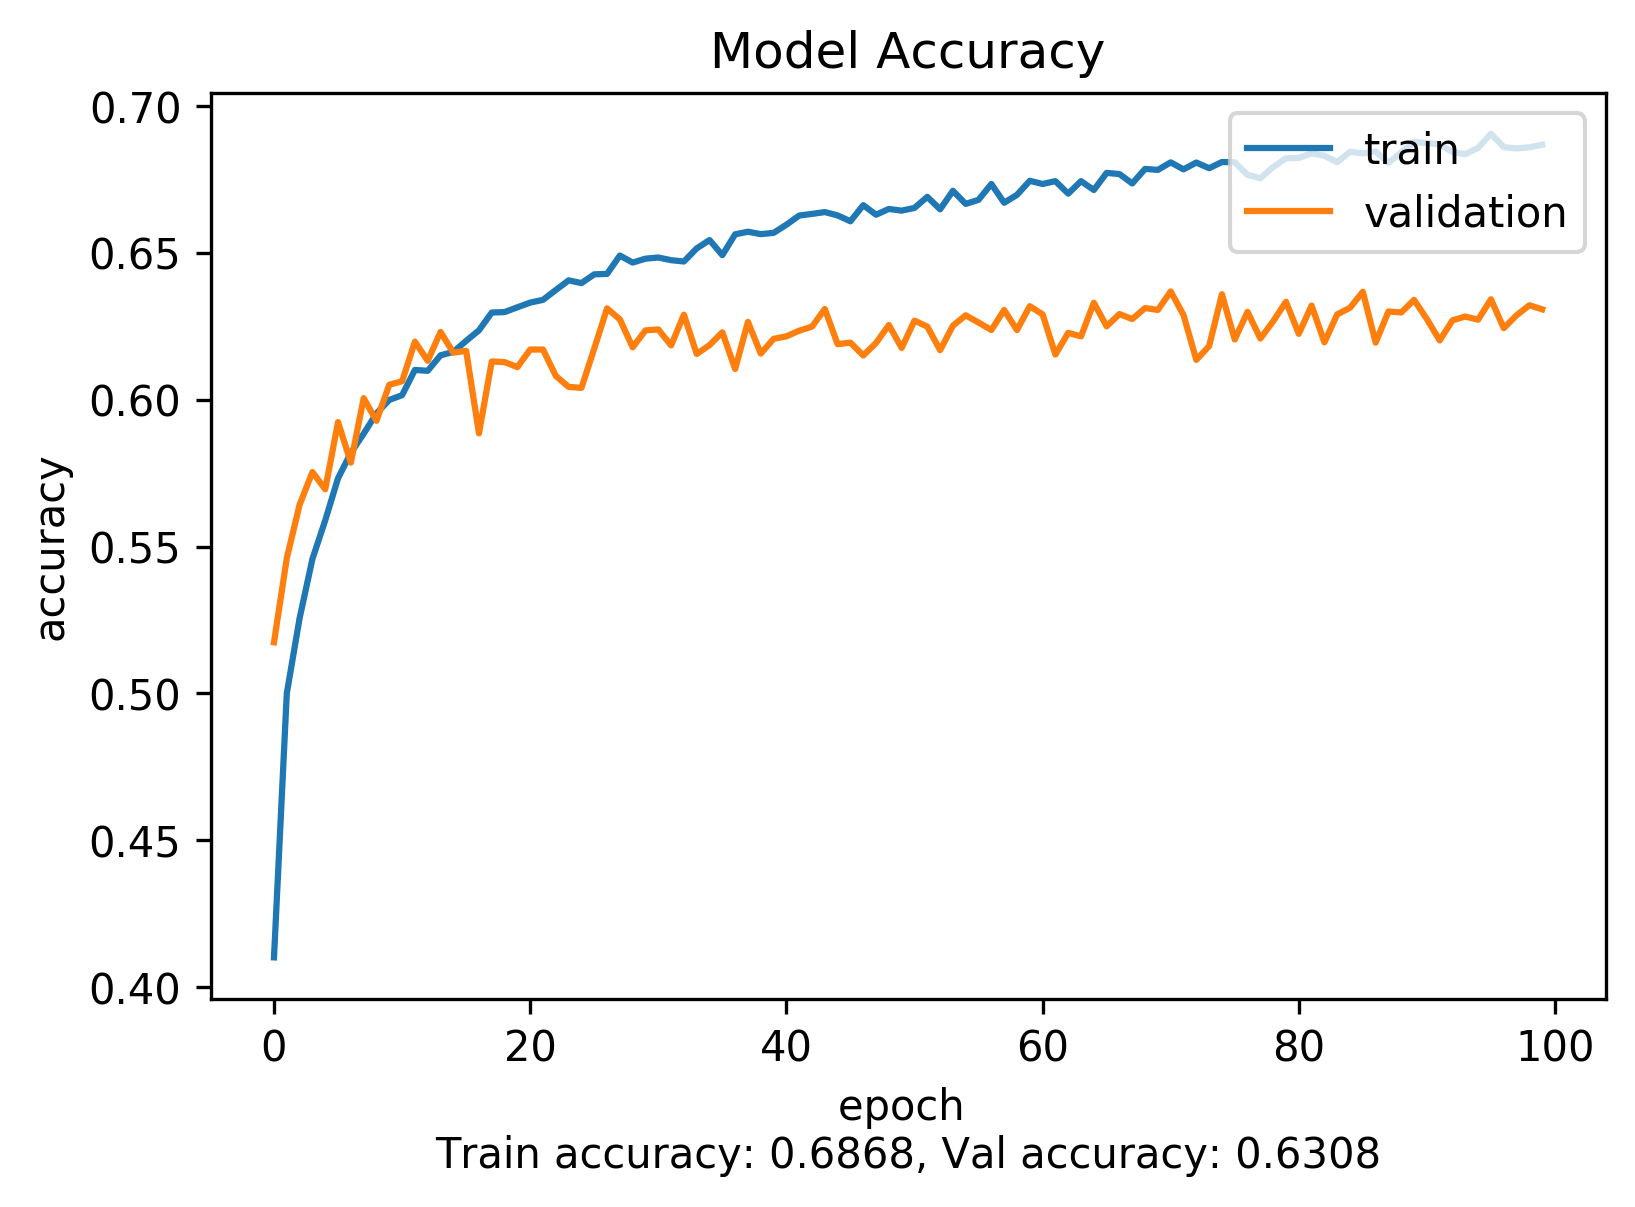 Model Accuracy
0.70
0.65
0.60
0.55
0.50
0.45
0.40
accuracy
train
validation
0 20 40 60 80 100
epoch
Train accuracy: 0.6868, Val accuracy: 0.6308